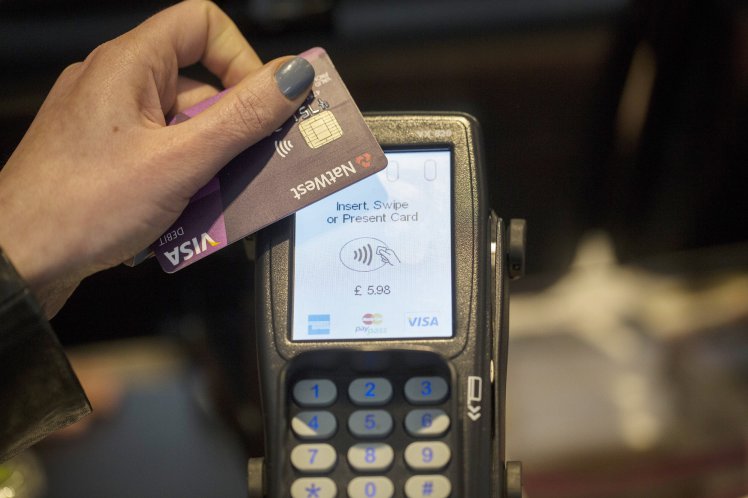 NatWest
VISA
DEBIT
Insert, Swipe
or Present Card
£ 5.98
paypass
VISA
1 2 3
4 5 6
7 8 9
* 0 #